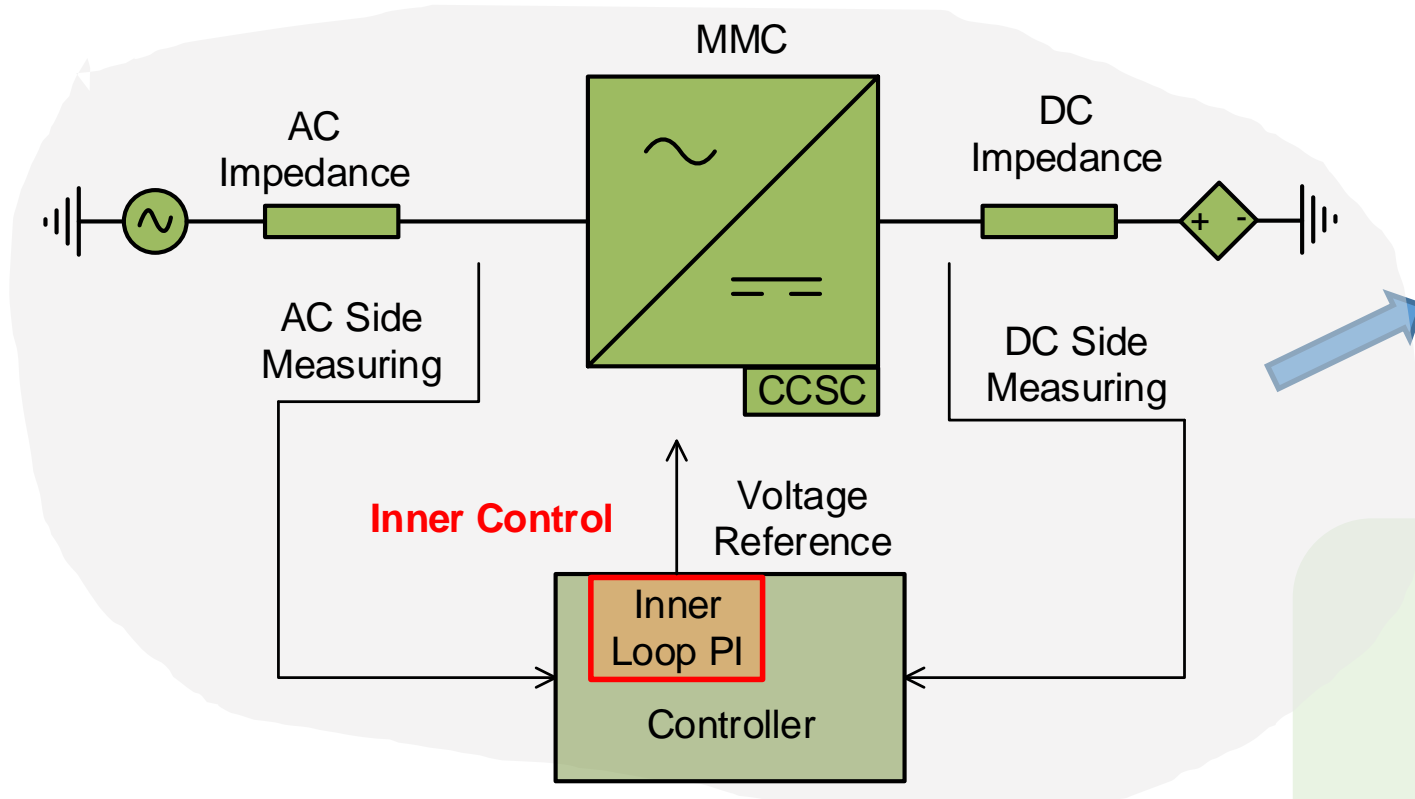 MMC
AC
Impedance
DC
Impedance
+ -
AC Side
Measuring
DC Side
Measuring
CCSC
Inner Control
Voltage
Reference
Inner
Loop PI
Controller